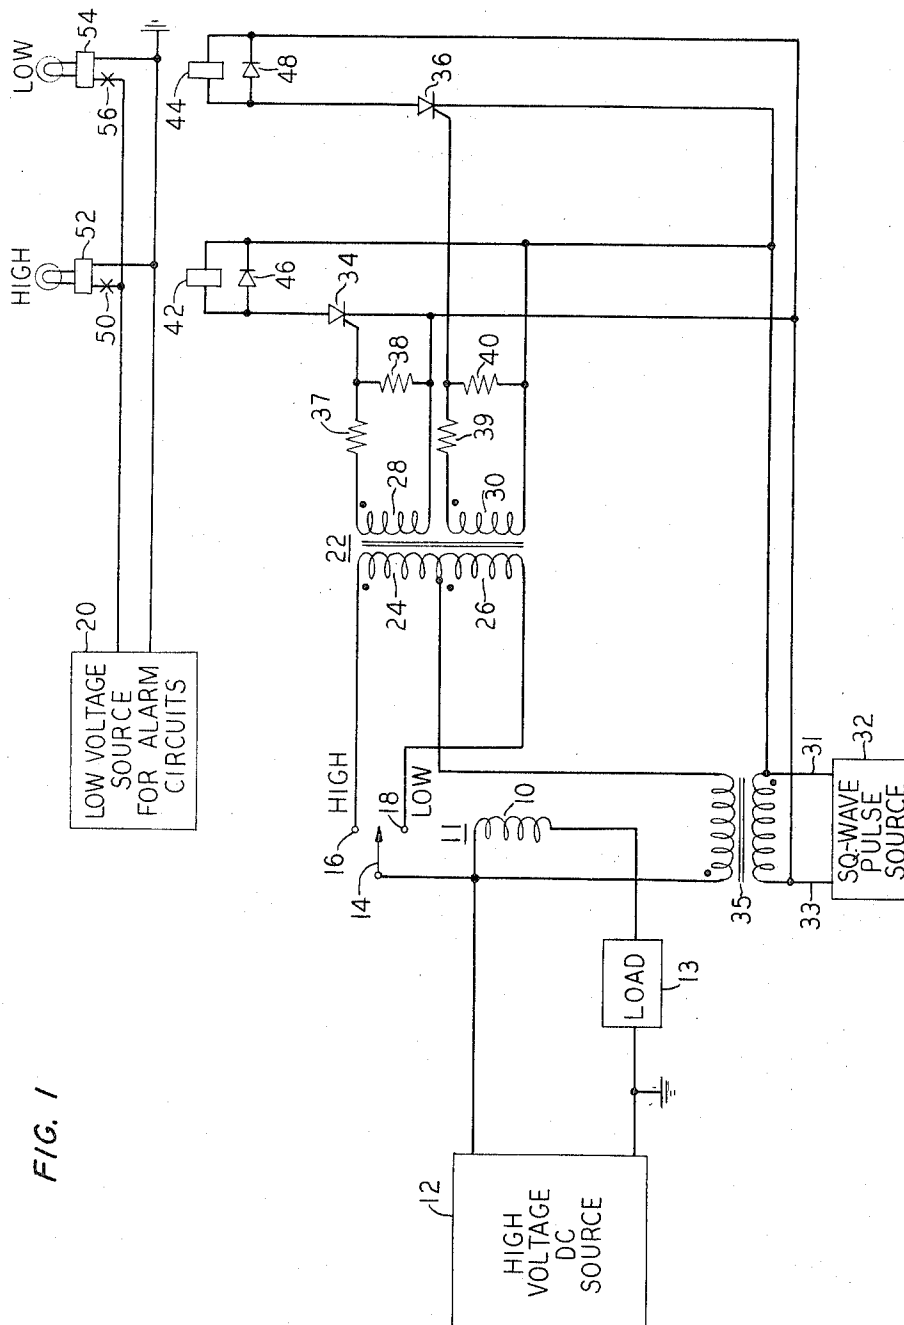 FIG. 1
12
HIGH
VOLTAGE
DC
SOURCE
LOAD
13
14
16
HIGH
18
LOW
11
10
35
33
31
32
SQ-WAVE
PULSE
SOURCE
20
LOW VOLTAGE
SOURCE
FOR ALARM
CIRCUITS
22
24
26
28
30
37
38
39
40
34
36
42
46
44
48
HIGH
50
52
LOW
56
54